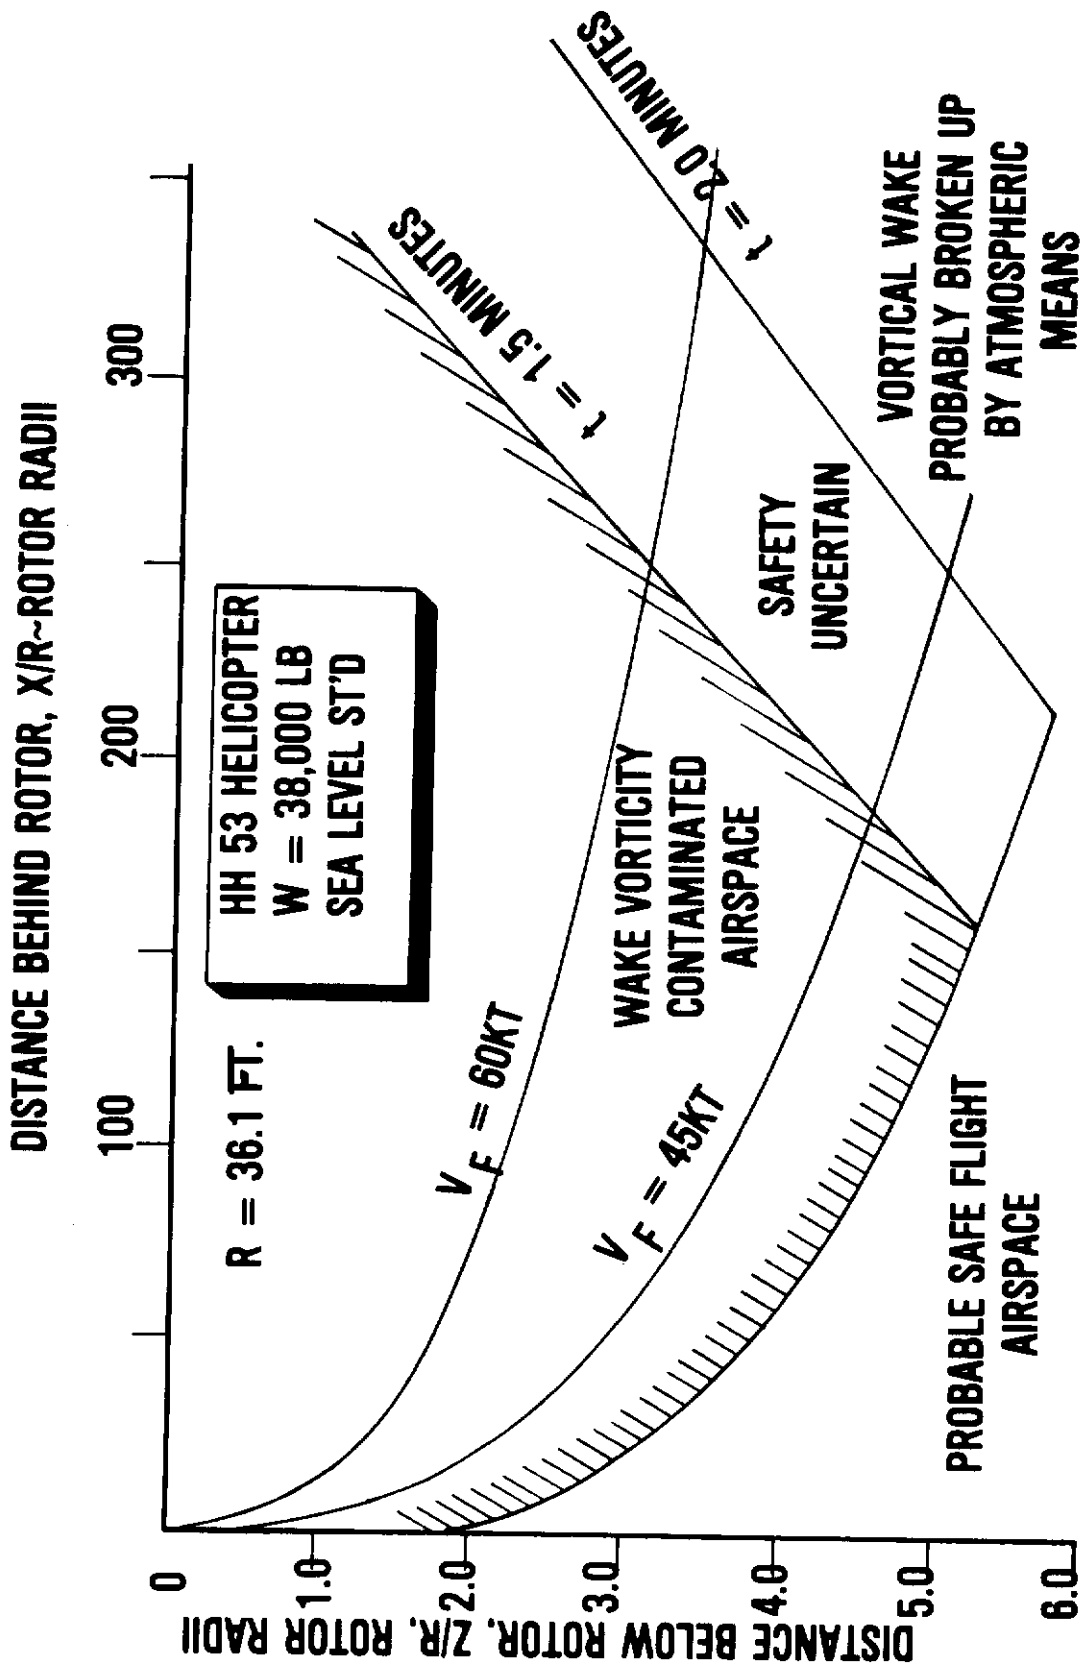 DISTANCE BEHIND ROTOR, X/R~ROTOR RADII
100
200
300
DISTANCE BELOW ROTOR, Z/R, ROTOR RADII
0
1.0
2.0
3.0
4.0
5.0
6.0
R = 36.1 FT.
HH 53 HELICOPTER
W = 38,000 LB
SEA LEVEL ST'D
V_F = 60KT
V_F = 45KT
t = 1.5 MINUTES
t = 2.0 MINUTES
WAKE VORTICITY
CONTAMINATED
AIRSPACE
SAFETY
UNCERTAIN
VORTICAL WAKE
PROBABLY BROKEN UP
BY ATMOSPHERIC
MEANS
PROBABLE SAFE FLIGHT
AIRSPACE